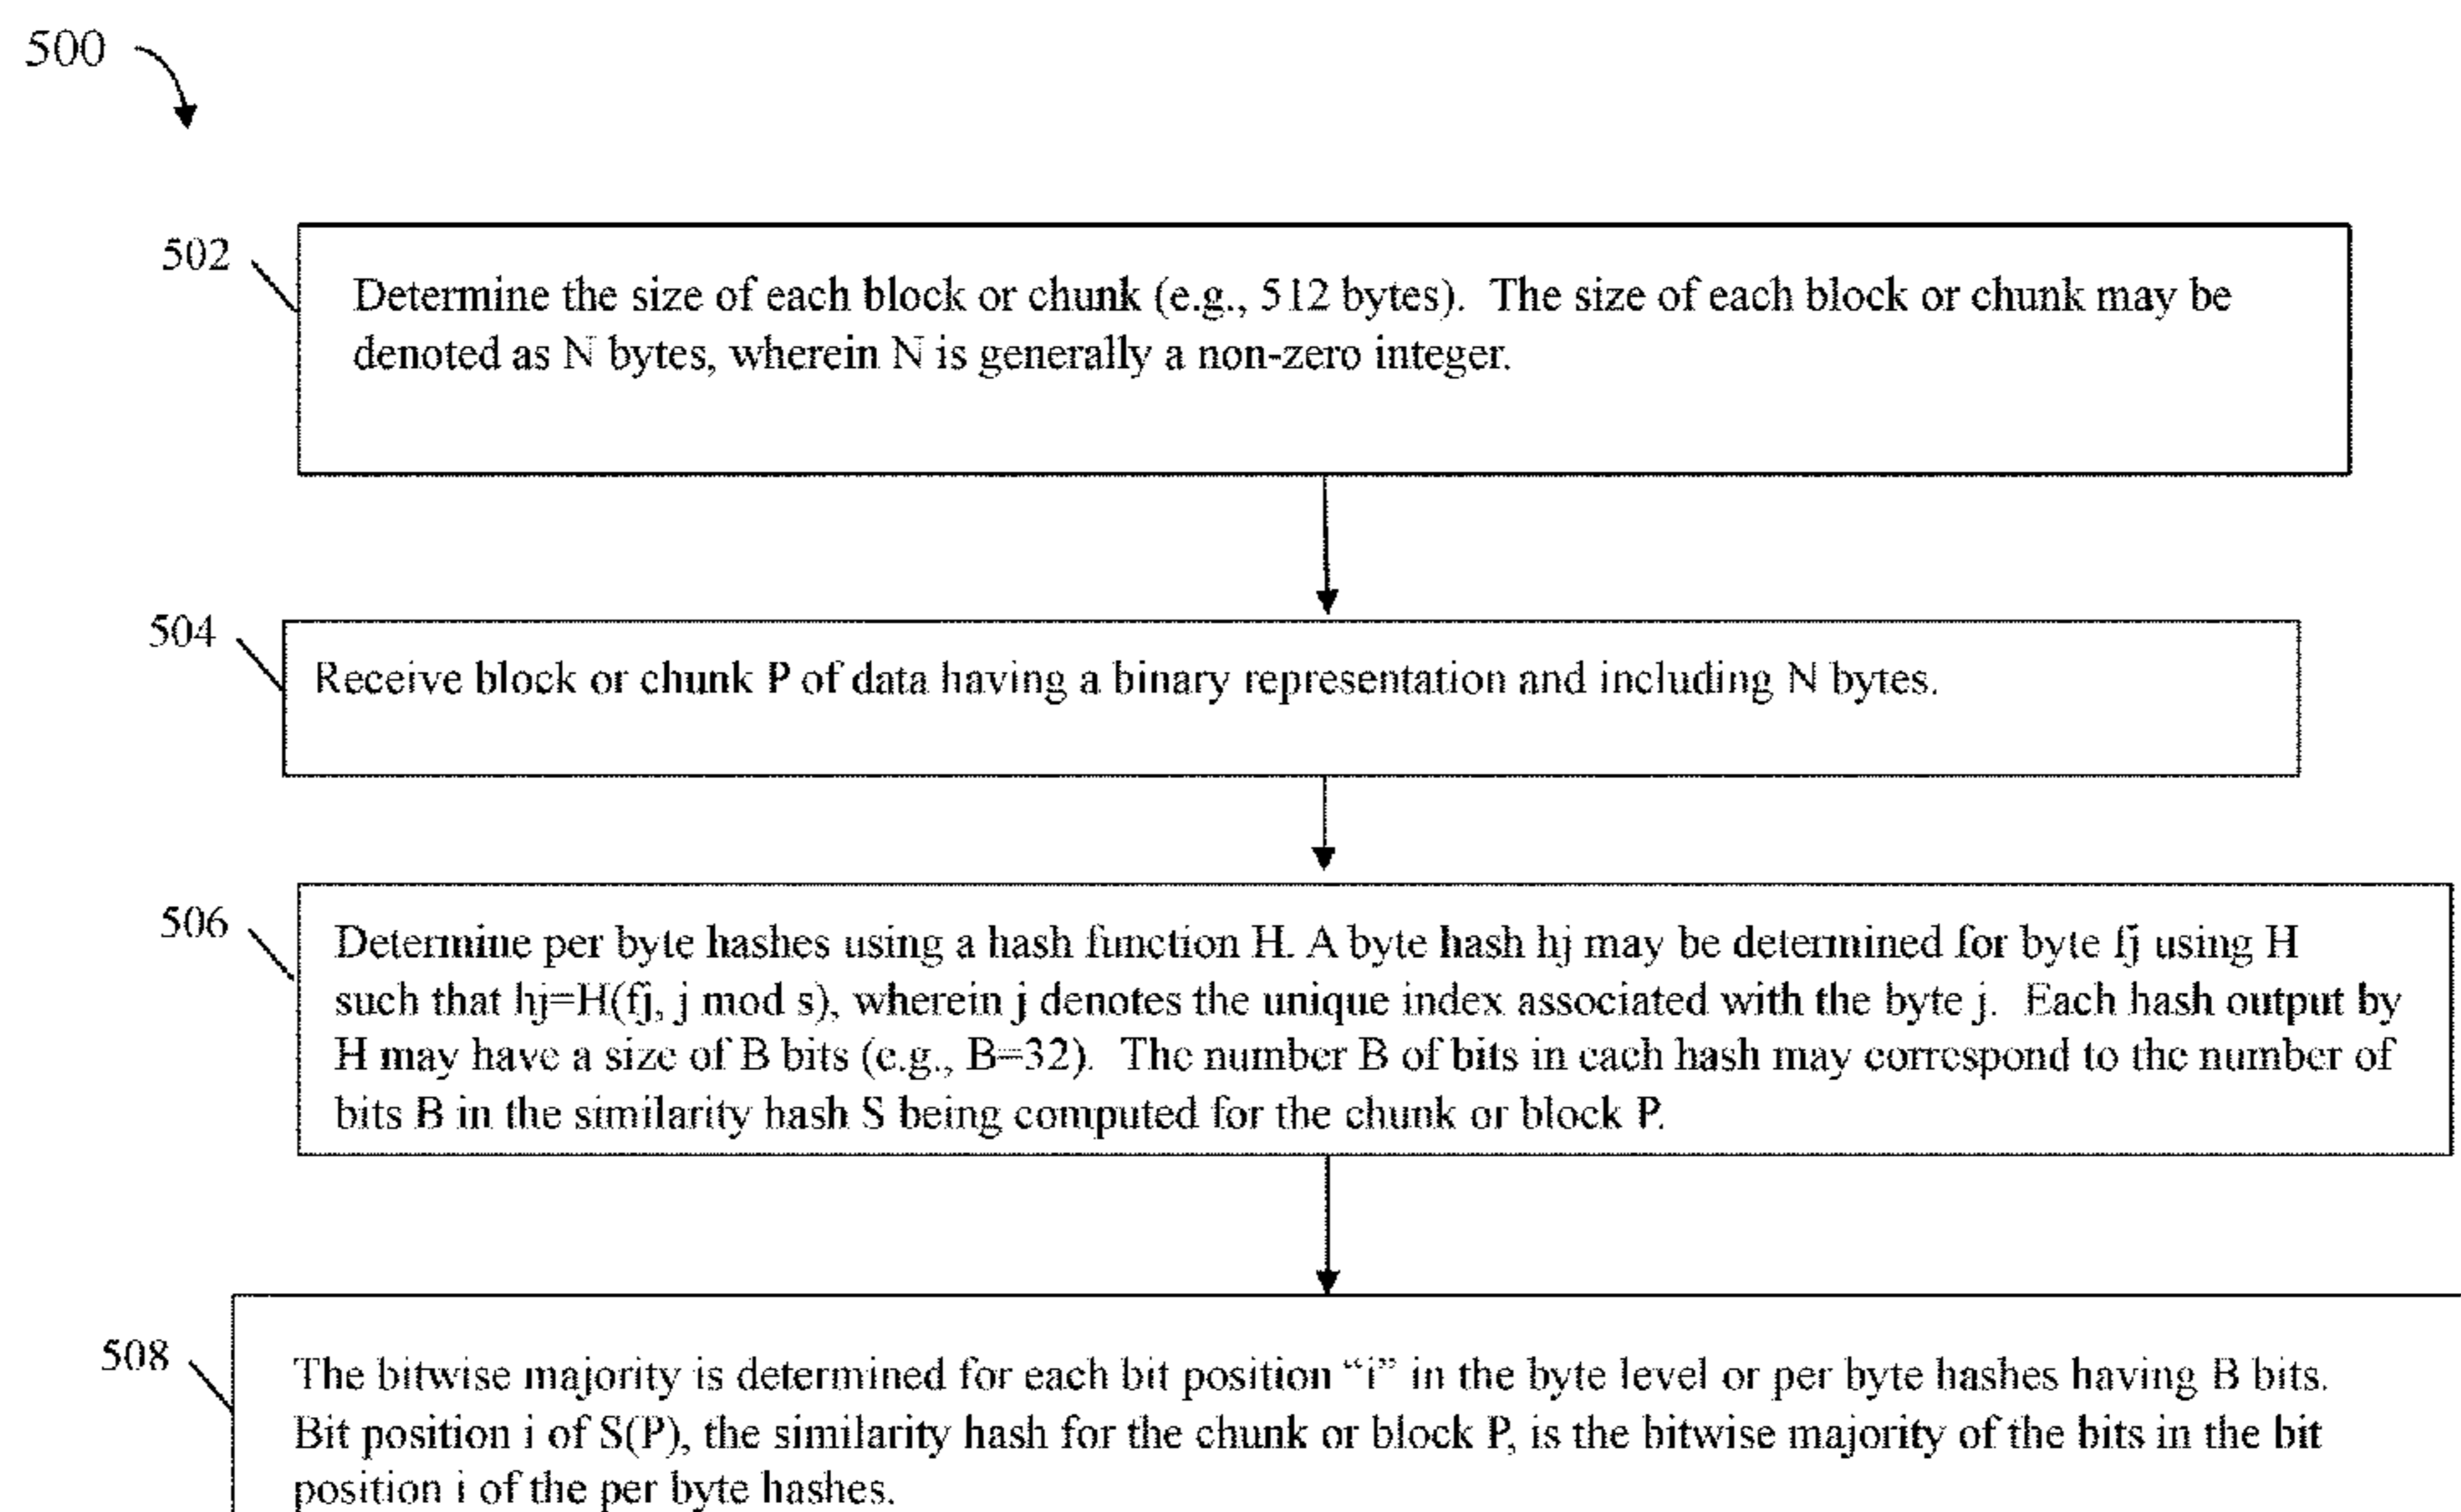 500
502
Determine the size of each block or chunk (e.g., 512 bytes). The size of each block or chunk may be
denoted as N bytes, wherein N is generally a non-zero integer.
504
Receive block or chunk P of data having a binary representation and including N bytes.
506
Determine per byte hashes using a hash function H. A byte hash hj may be determined for byte fj using H
such that hj=H(fj, j mod s), wherein j denotes the unique index associated with the byte j. Each hash output by
H may have a size of B bits (e.g., B=32). The number B of bits in each hash may correspond to the number of
bits B in the similarity hash S being computed for the chunk or block P.
508
The bitwise majority is determined for each bit position “i” in the byte level or per byte hashes having B bits.
Bit position i of S(P), the similarity hash for the chunk or block P, is the bitwise majority of the bits in the bit
position i of the per byte hashes.